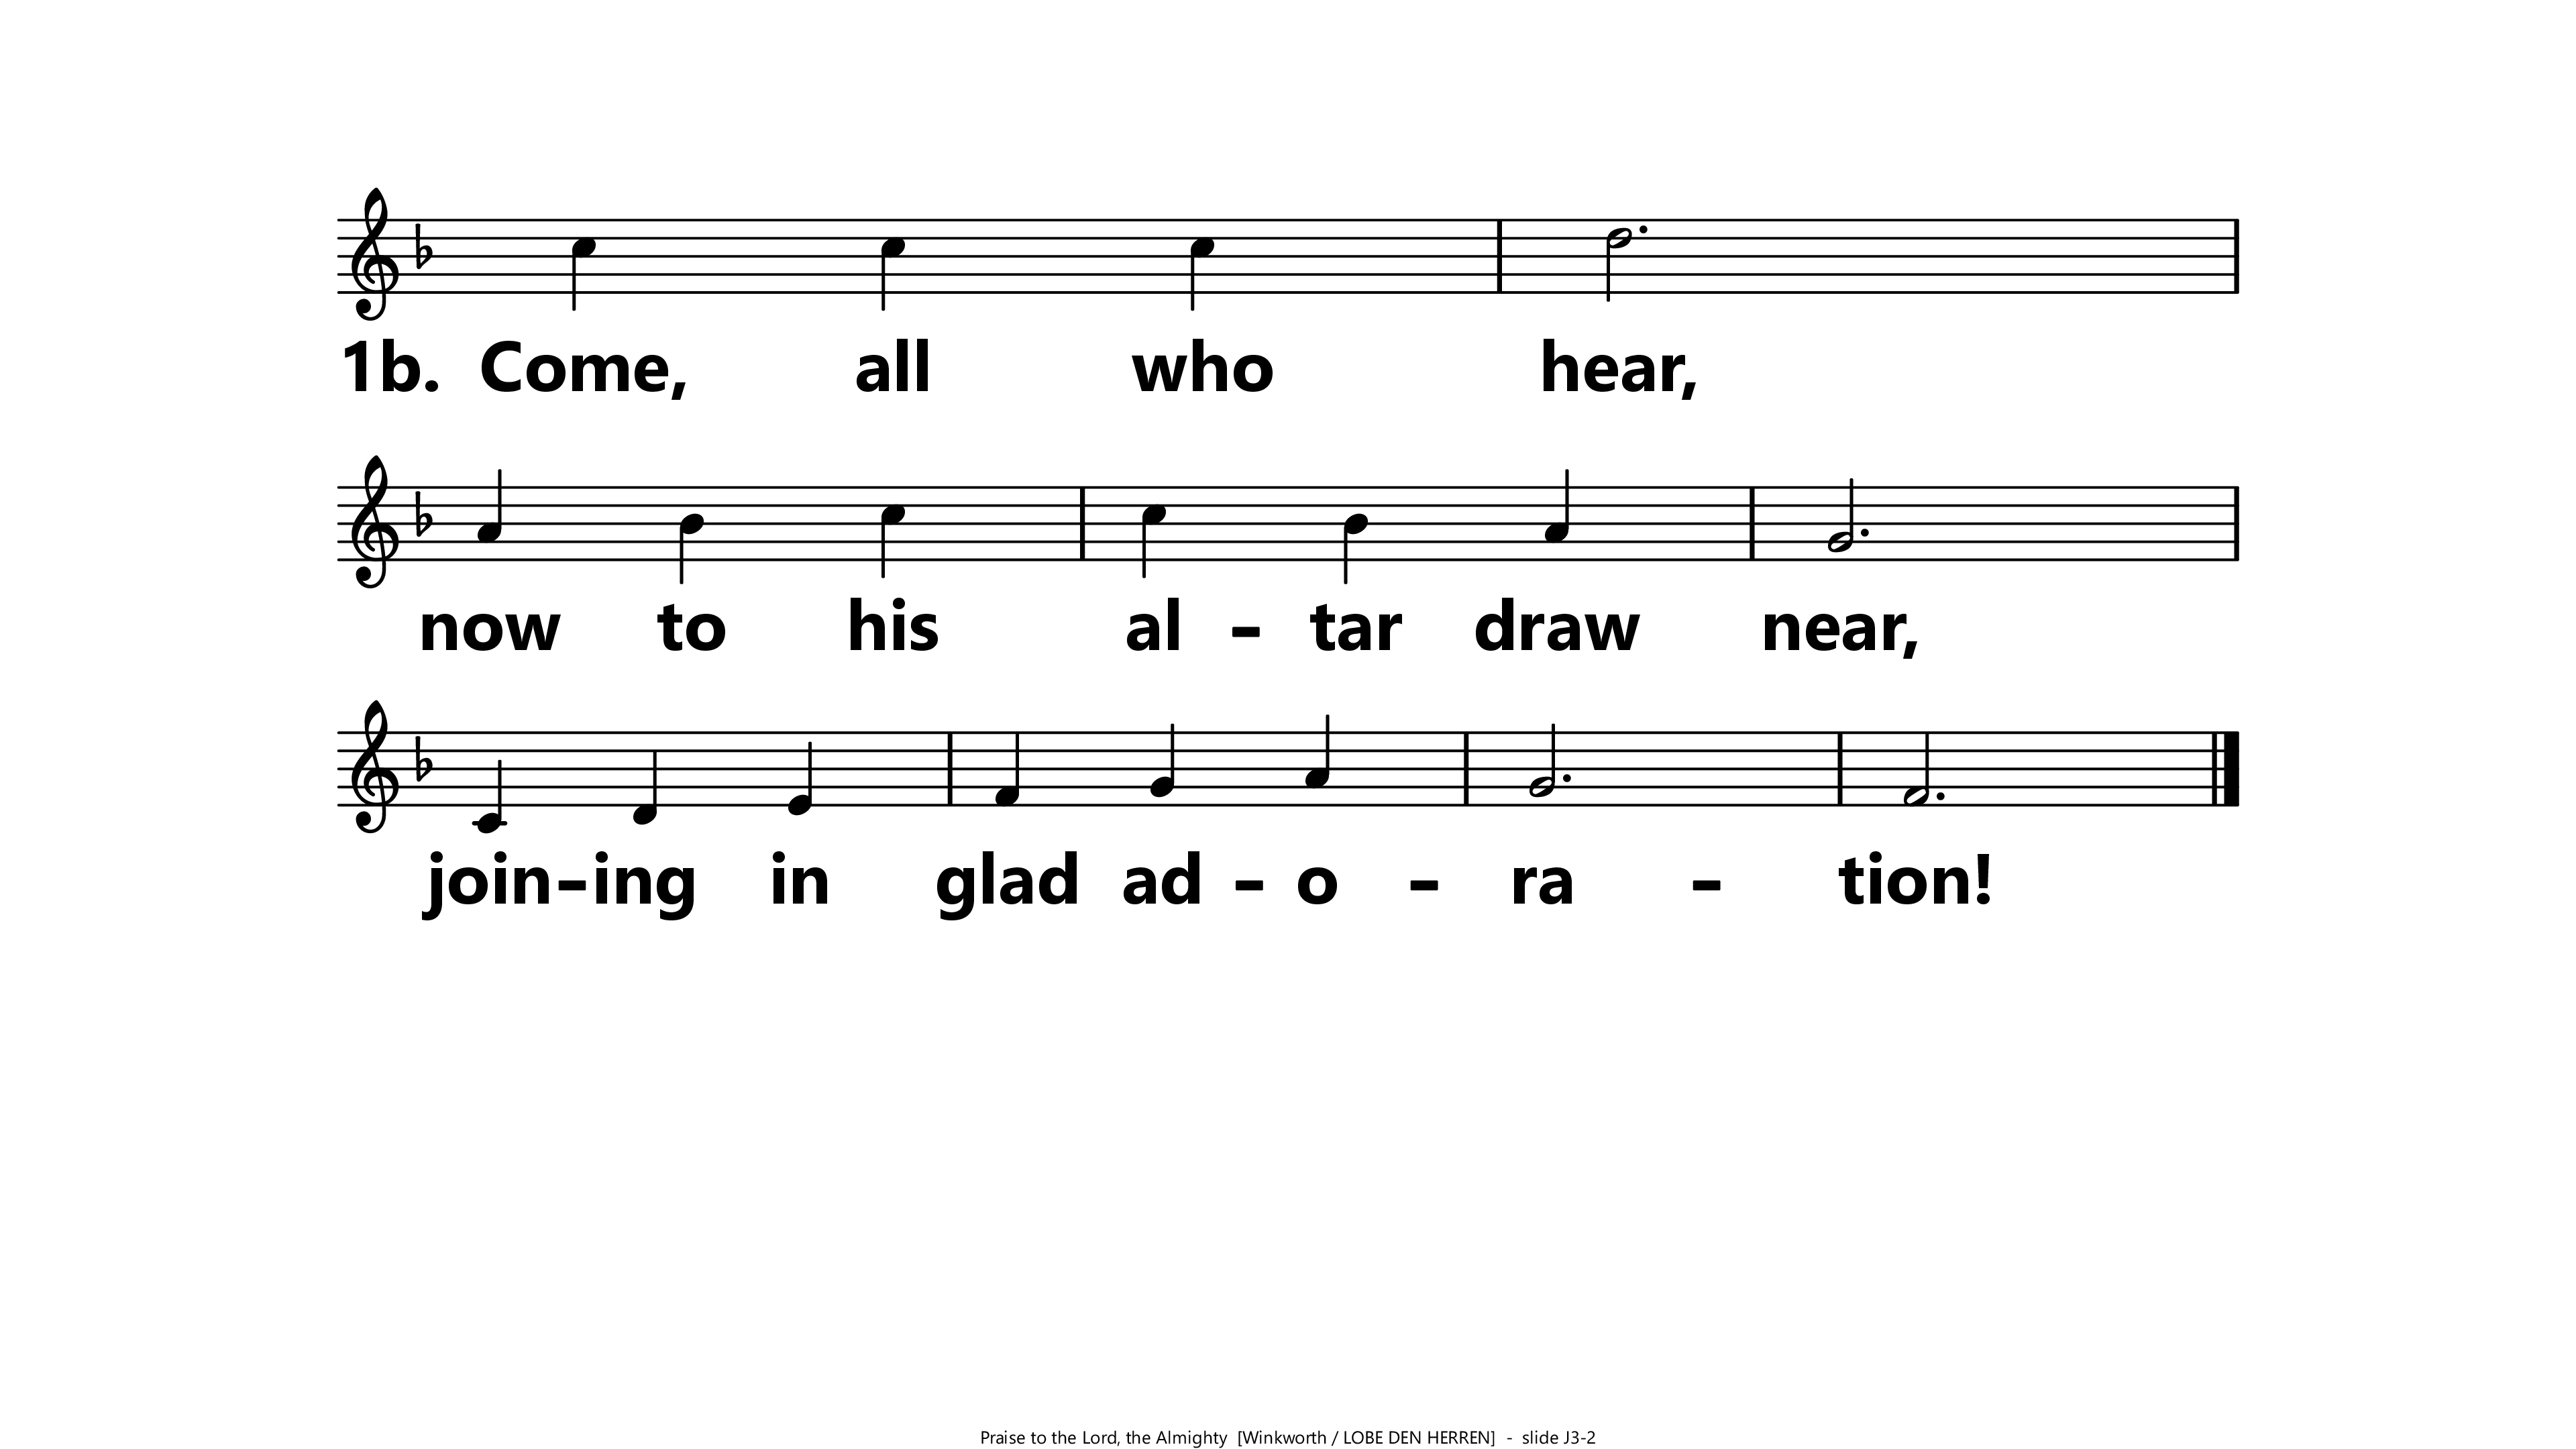 1b. Come, all who hear,
now to his al - tar draw near,
join-ing in glad ad - o - ra - tion!
Praise to the Lord, the Almighty [Winkworth / LOBE DEN HERREN] - slide J3-2